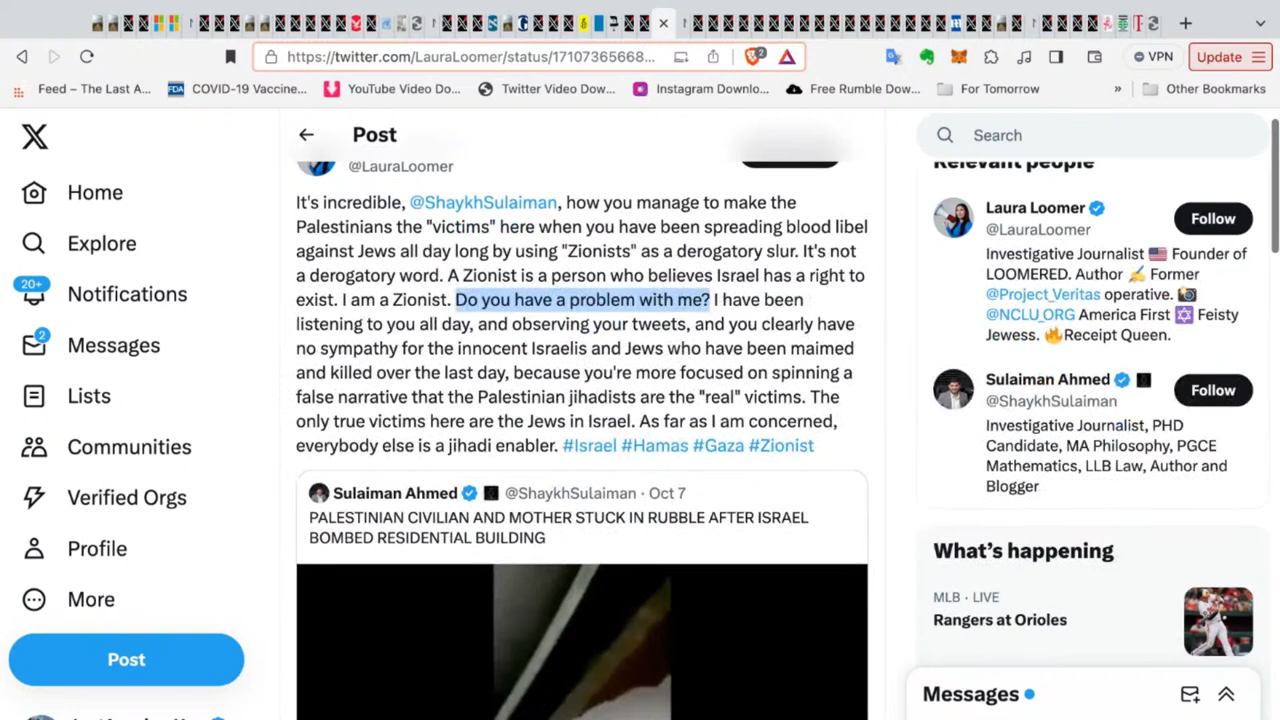 https://twitter.com/LauraLoomer/status/17107365668...
2
VPN
Update
Feed – The Last A...
FDA COVID-19 Vaccine...
YouTube Video Do...
Twitter Video Dow...
Instagram Downlo...
Free Rumble Dow...
For Tomorrow
»
Other Bookmarks
Home
Explore
20+
Notifications
2
Messages
Lists
Communities
Verified Orgs
Profile
More
Post
Post
@LauraLoomer
It's incredible, @ShaykhSulaiman, how you manage to make the
Palestinians the "victims" here when you have been spreading blood libel
against Jews all day long by using "Zionists" as a derogatory slur. It's not
a derogatory word. A Zionist is a person who believes Israel has a right to
exist. I am a Zionist. Do you have a problem with me? I have been
listening to you all day, and observing your tweets, and you clearly have
no sympathy for the innocent Israelis and Jews who have been maimed
and killed over the last day, because you're more focused on spinning a
false narrative that the Palestinian jihadists are the "real" victims. The
only true victims here are the Jews in Israel. As far as I am concerned,
everybody else is a jihadi enabler. #Israel #Hamas #Gaza #Zionist
Sulaiman Ahmed @ShaykhSulaiman · Oct 7
PALESTINIAN CIVILIAN AND MOTHER STUCK IN RUBBLE AFTER ISRAEL
BOMBED RESIDENTIAL BUILDING
Search
Relevant people
Laura Loomer
@LauraLoomer
Follow
Investigative Journalist 🇺🇸 Founder of
LOOMERED. Author ✍️ Former
@Project_Veritas operative. 📸
@NCLU_ORG America First ✡️ Feisty
Jewess. 🔥Receipt Queen.
Sulaiman Ahmed
@ShaykhSulaiman
Follow
Investigative Journalist, PHD
Candidate, MA Philosophy, PGCE
Mathematics, LLB Law, Author and
Blogger
What's happening
MLB · LIVE
Rangers at Orioles
Messages